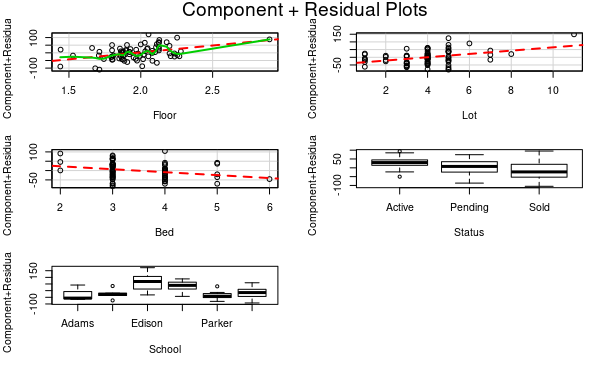 Component + Residual Plots
Component+Residua
-100
50
100
1.5 2.0 2.5
Floor
Component+Residua
-50
150
2 4 6 8 10
Lot
Component+Residua
-50
100
2 3 4 5 6
Bed
Component+Residua
-100
50
Active Pending Sold
Status
Component+Residua
-100
150
Adams Edison Parker
School